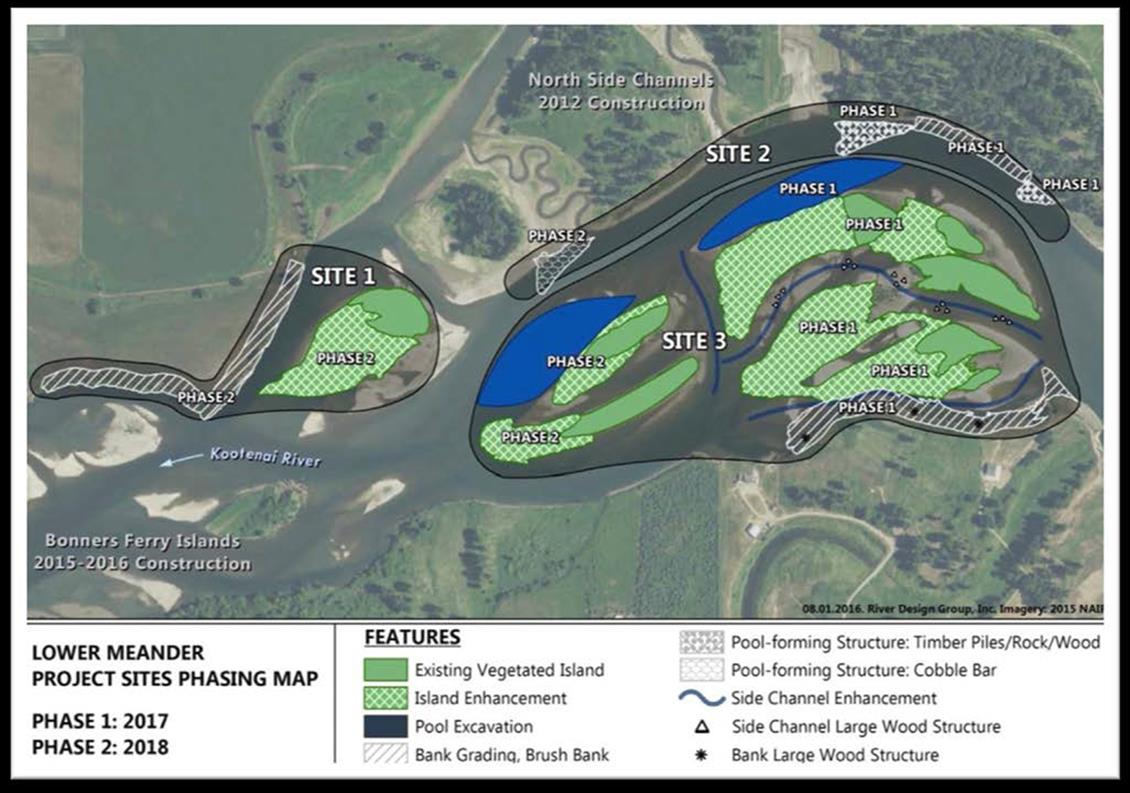 North Side Channels
2012 Construction
PHASE 1
SITE 2
PHASE 1
PHASE 1
PHASE 1
PHASE 1
PHASE 2
SITE 1
PHASE 2
PHASE 2
SITE 3
PHASE 2
PHASE 2
PHASE 1
PHASE 1
PHASE 1
Kootenai River
Bonners Ferry Islands
2015-2016 Construction
08.01.2016. River Design Group, Inc. Imagery: 2015 NAIP
LOWER MEANDER
PROJECT SITES PHASING MAP
PHASE 1: 2017
PHASE 2: 2018
FEATURES
Existing Vegetated Island
Island Enhancement
Pool Excavation
Bank Grading, Brush Bank
Pool-forming Structure: Timber Piles/Rock/Wood
Pool-forming Structure: Cobble Bar
Side Channel Enhancement
Side Channel Large Wood Structure
Bank Large Wood Structure